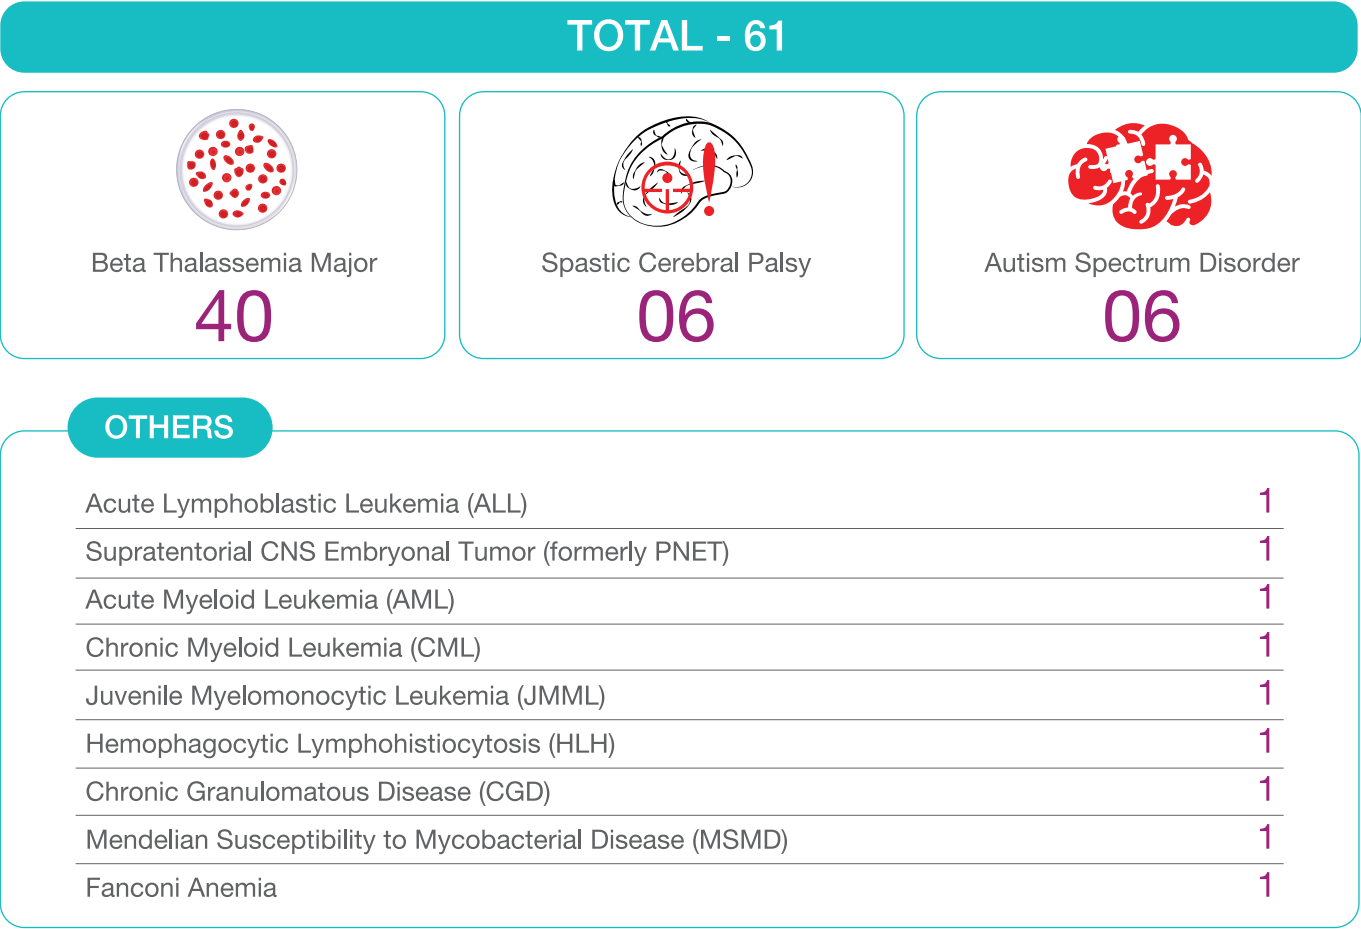 TOTAL - 61
Beta Thalassemia Major
40
Spastic Cerebral Palsy
06
Autism Spectrum Disorder
06
OTHERS
Acute Lymphoblastic Leukemia (ALL) 1
Supratentorial CNS Embryonal Tumor (formerly PNET) 1
Acute Myeloid Leukemia (AML) 1
Chronic Myeloid Leukemia (CML) 1
Juvenile Myelomonocytic Leukemia (JMML) 1
Hemophagocytic Lymphohistiocytosis (HLH) 1
Chronic Granulomatous Disease (CGD) 1
Mendelian Susceptibility to Mycobacterial Disease (MSMD) 1
Fanconi Anemia 1